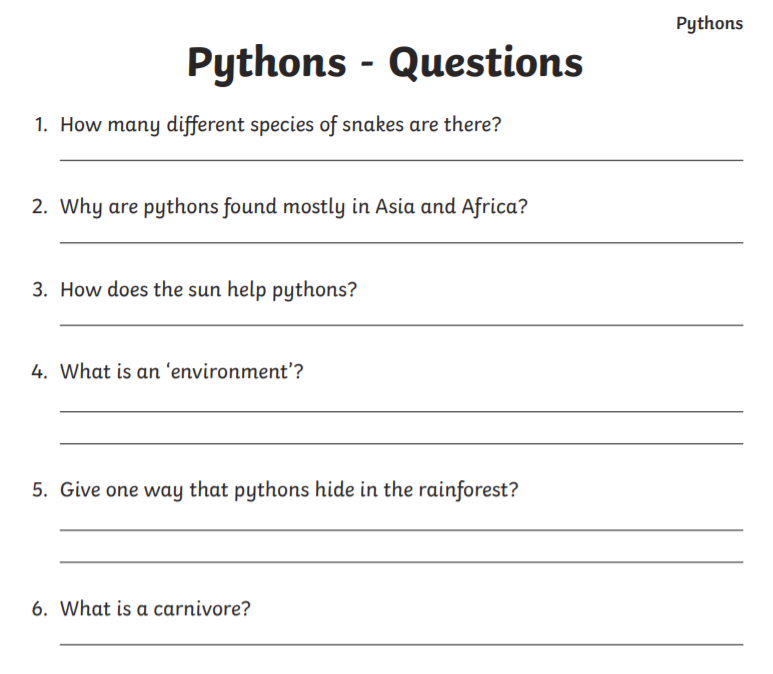 Pythons
Pythons - Questions
1. How many different species of snakes are there?
2. Why are pythons found mostly in Asia and Africa?
3. How does the sun help pythons?
4. What is an ‘environment’?
5. Give one way that pythons hide in the rainforest?
6. What is a carnivore?